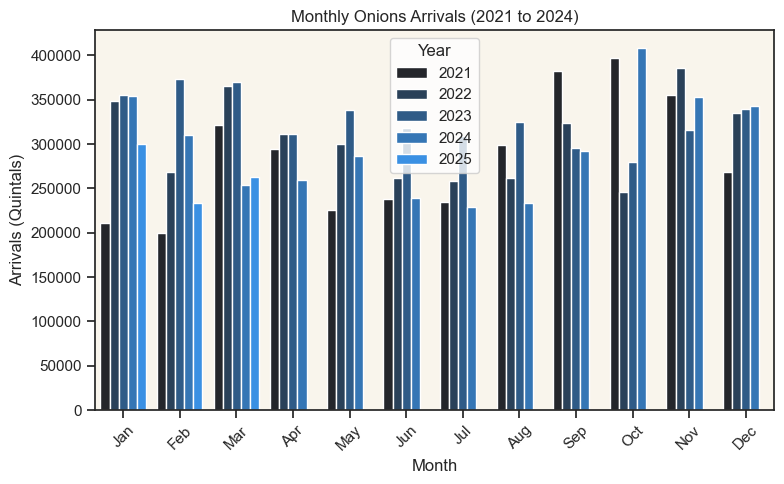 Monthly Onions Arrivals (2021 to 2024)
Year
2021
2022
2023
2024
2025
Arrivals (Quintals)
400000
350000
300000
250000
200000
150000
100000
50000
0
Jan
Feb
Mar
Apr
May
Jun
Jul
Aug
Sep
Oct
Nov
Dec
Month